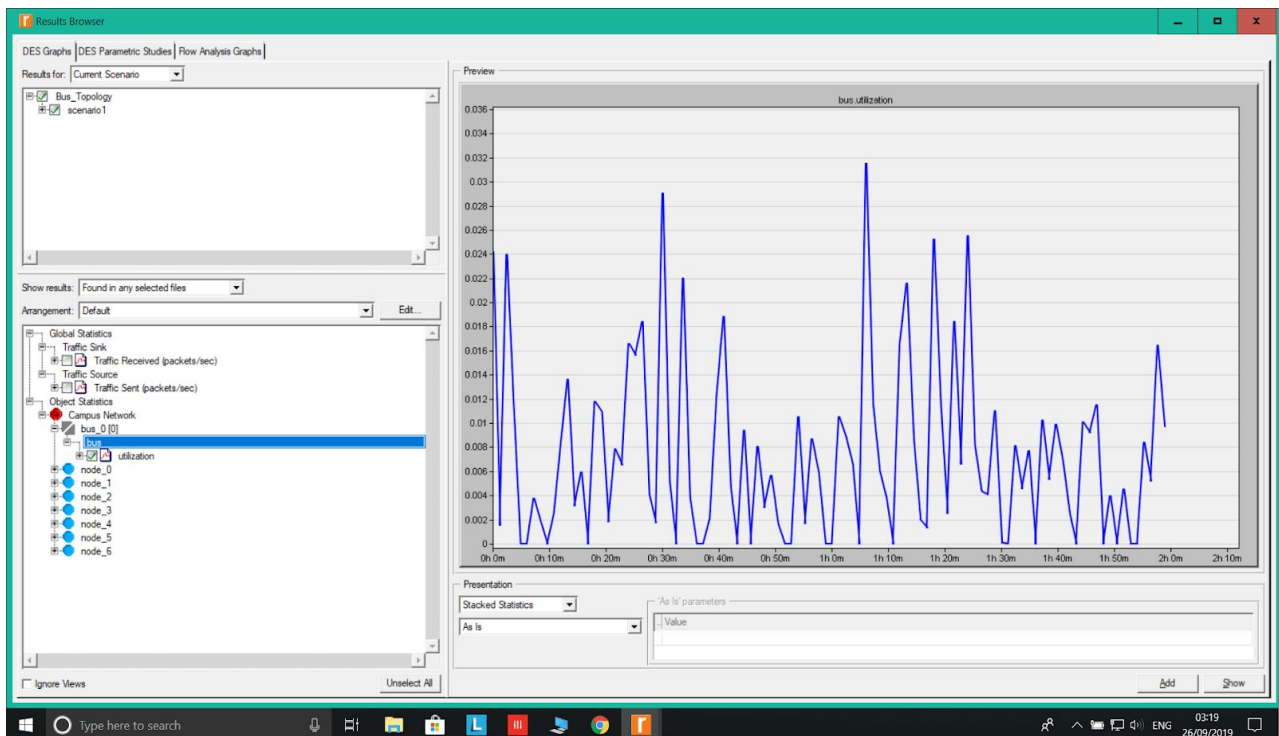 Results Browser
DES Graphs DES Parametric Studies Flow Analysis Graphs
Results for: Current Scenario
Bus_Topology
scenario1
Show results: Found in any selected files
Arrangement: Default Edit...
Global Statistics
Traffic Sink
Traffic Received (packets/sec)
Traffic Source
Traffic Sent (packets/sec)
Object Statistics
Campus Network
bus_0 [0]
bus
utilization
node_0
node_1
node_2
node_3
node_4
node_5
node_6
Ignore Views Unselect All
Preview
bus.utilization
0.036
0.034
0.032
0.03
0.028
0.026
0.024
0.022
0.02
0.018
0.016
0.014
0.012
0.01
0.008
0.006
0.004
0.002
0
0h 0m 0h 10m 0h 20m 0h 30m 0h 40m 0h 50m 1h 0m 1h 10m 1h 20m 1h 30m 1h 40m 1h 50m 2h 0m 2h 10m
Presentation
Stacked Statistics
As Is
'As Is' parameters
Value
Add Show
Type here to search
L
ENG
03:19
26/09/2019